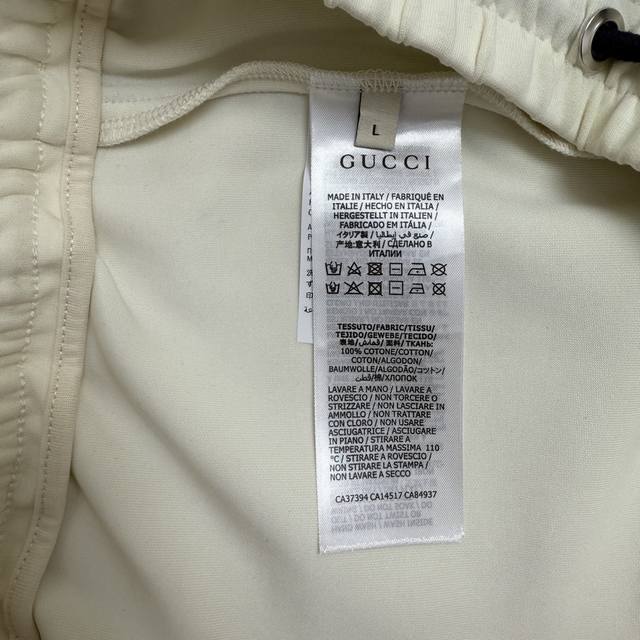 L
GUCCI
MADE IN ITALY / FABRIQUÉ EN
ITALIE / HECHO EN ITALIA /
HERGESTELLT IN ITALIEN /
FABRICADO EM ITÁLIA /
イタリア製 / صنع في إيطاليا /
产地:意大利 / СДЕЛАНО В
ИТАЛИИ
TESSUTO/FABRIC/TISSU/
TEJIDO/GEWEBE/TECIDO/
表地/قماش/面料/ТКАНЬ:
100% COTONE/COTTON/
COTON/ALGODON/
BAUMWOLLE/ALGODÃO/コットン/
قطن/棉/ХЛОПОК
LAVARE A MANO / LAVARE A
ROVESCIO / NON TORCERE O
STRIZZARE / NON LASCIARE IN
AMMOLLO / NON TRATTARE
CON CLORO / NON USARE
ASCIUGATRICE / ASCIUGARE
IN PIANO / STIRARE A
TEMPERATURA MASSIMA 110
°C / STIRARE A ROVESCIO /
NON STIRARE LA STAMPA /
NON LAVARE A SECCO
CA37394 CA14517 CA84937